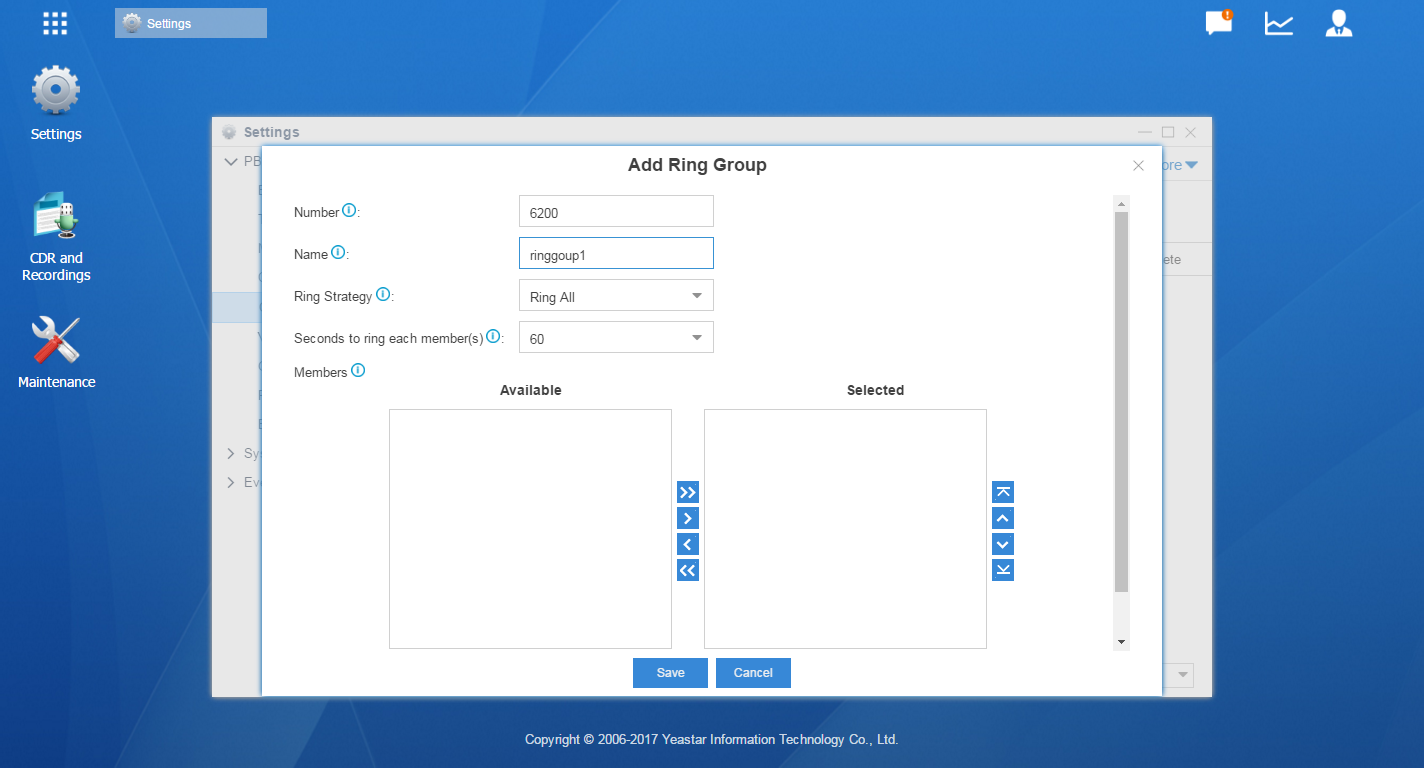 Settings
Settings
CDR and
Recordings
Maintenance
Settings
PB
ore
ete
Sys
Eve
Add Ring Group
Number :
6200
Name :
ringgoup1
Ring Strategy :
Ring All
Seconds to ring each member(s) :
60
Members
Available
Selected
Save
Cancel
Copyright © 2006-2017 Yeastar Information Technology Co., Ltd.